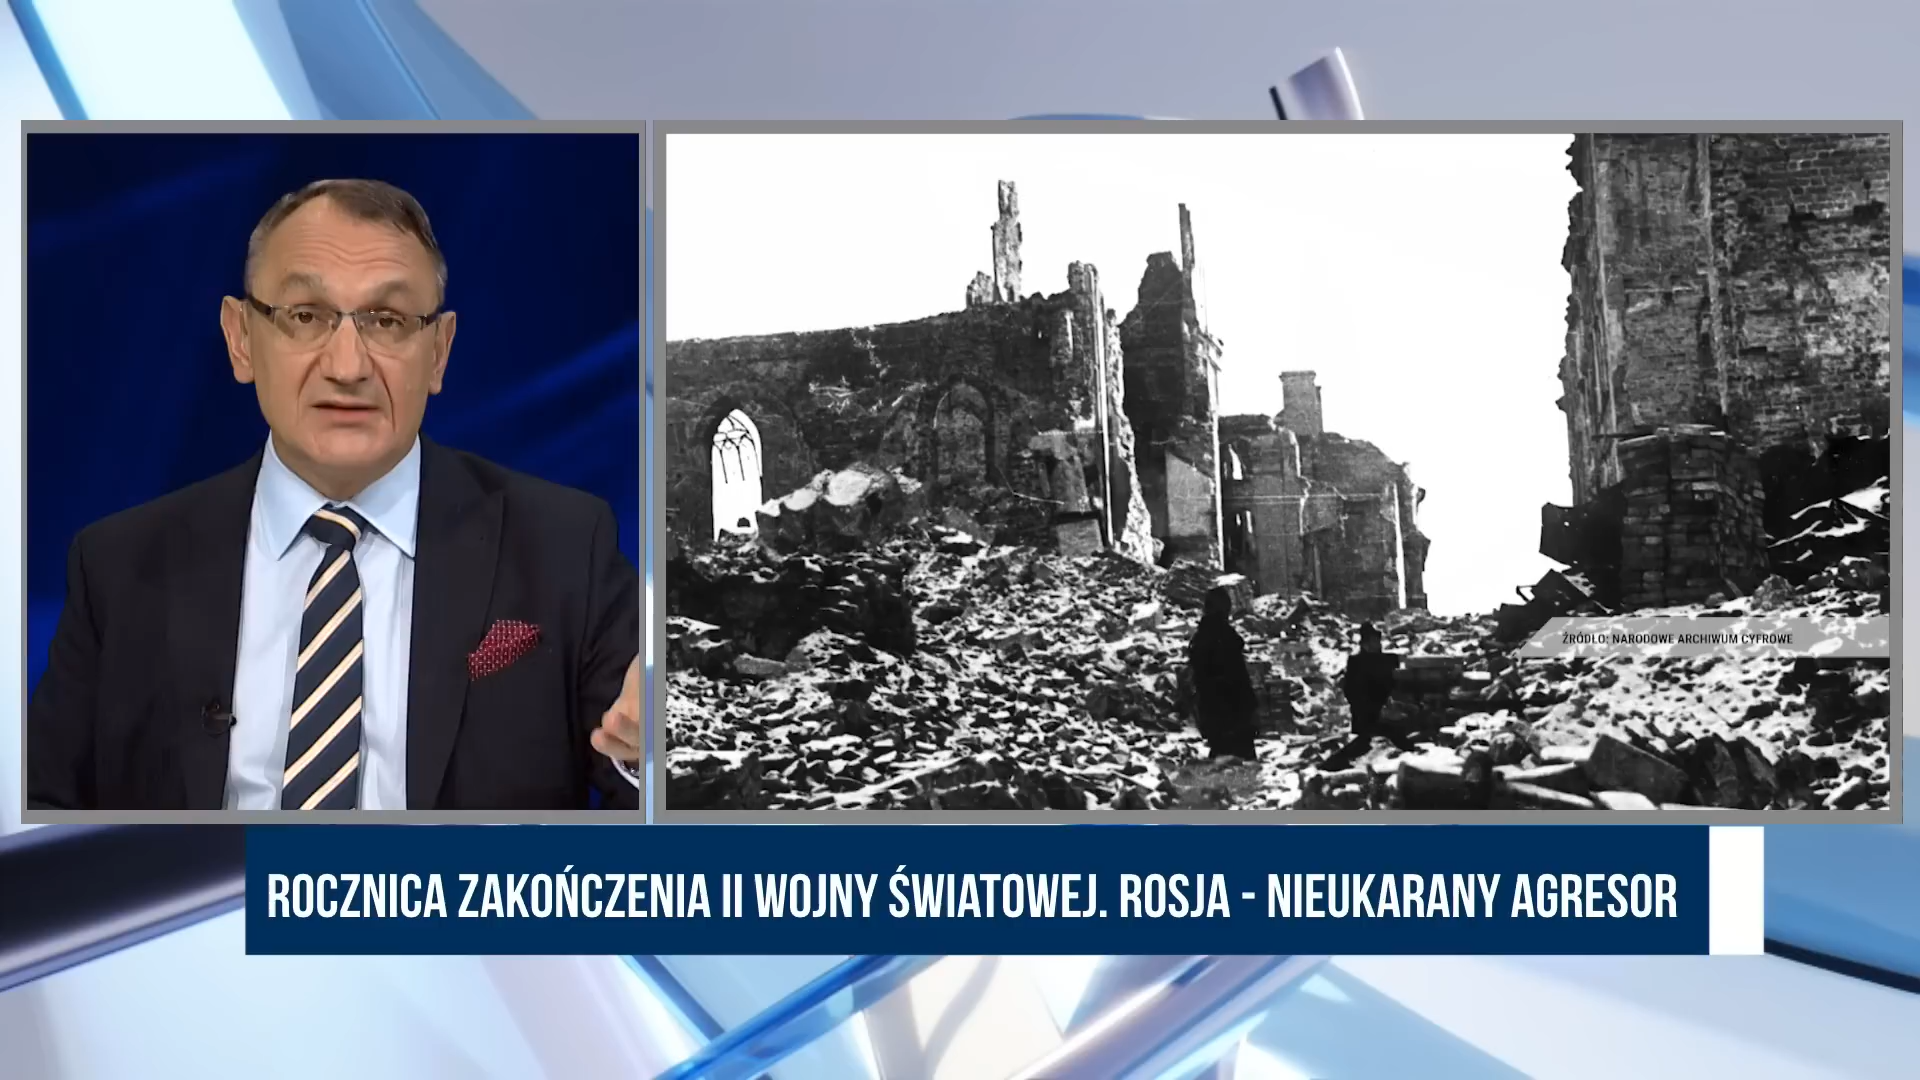 ŹRÓDŁO: NARODOWE ARCHIWUM CYFROWE
ROCZNICA ZAKOŃCZENIA II WOJNY ŚWIATOWEJ. ROSJA - NIEUKARANY AGRESOR